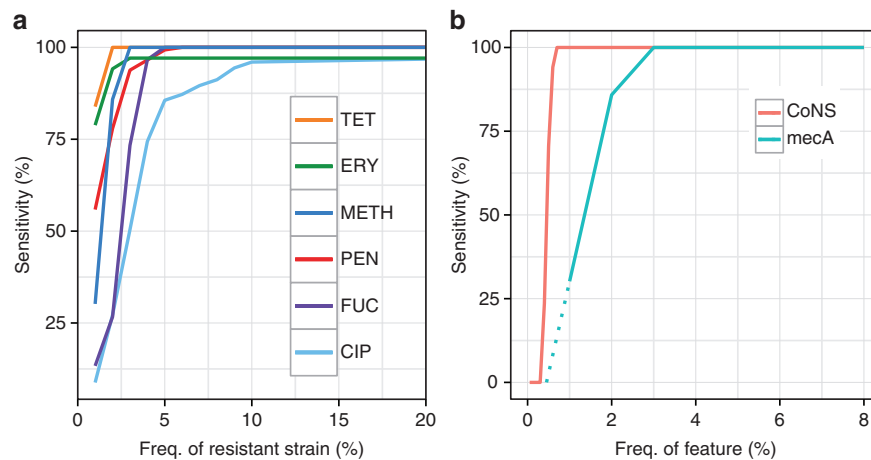 a
Sensitivity (%)
100
75
50
25
0
5
10
15
20
Freq. of resistant strain (%)
TET
ERY
METH
PEN
FUC
CIP
b
Sensitivity (%)
100
75
50
25
0
0
2
4
6
8
Freq. of feature (%)
CoNS
mecA